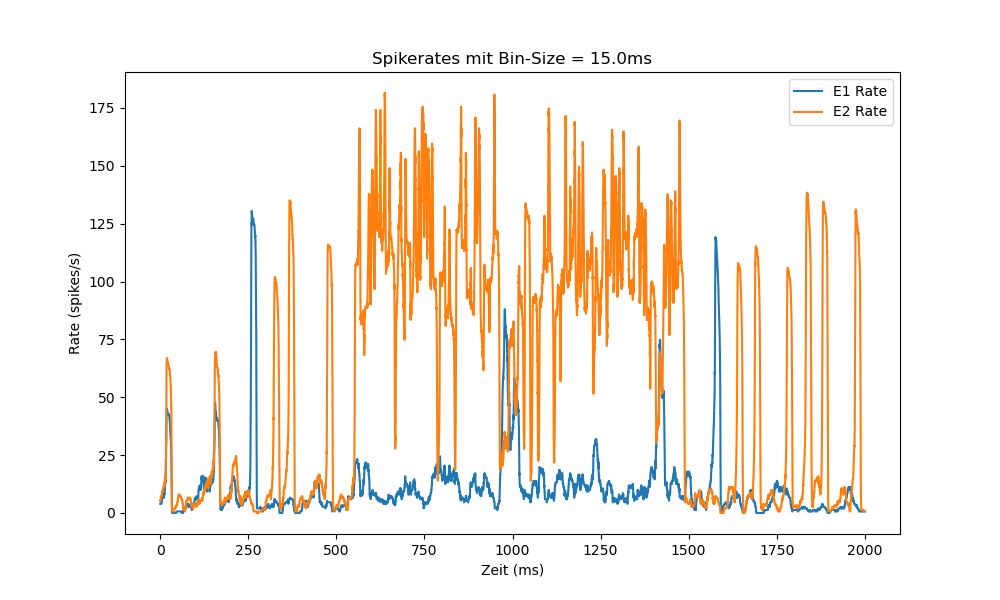 Spikerates mit Bin-Size = 15.0ms
E1 Rate
E2 Rate
Rate (spikes/s)
175
150
125
100
75
50
25
0
0 250 500 750 1000 1250 1500 1750 2000
Zeit (ms)